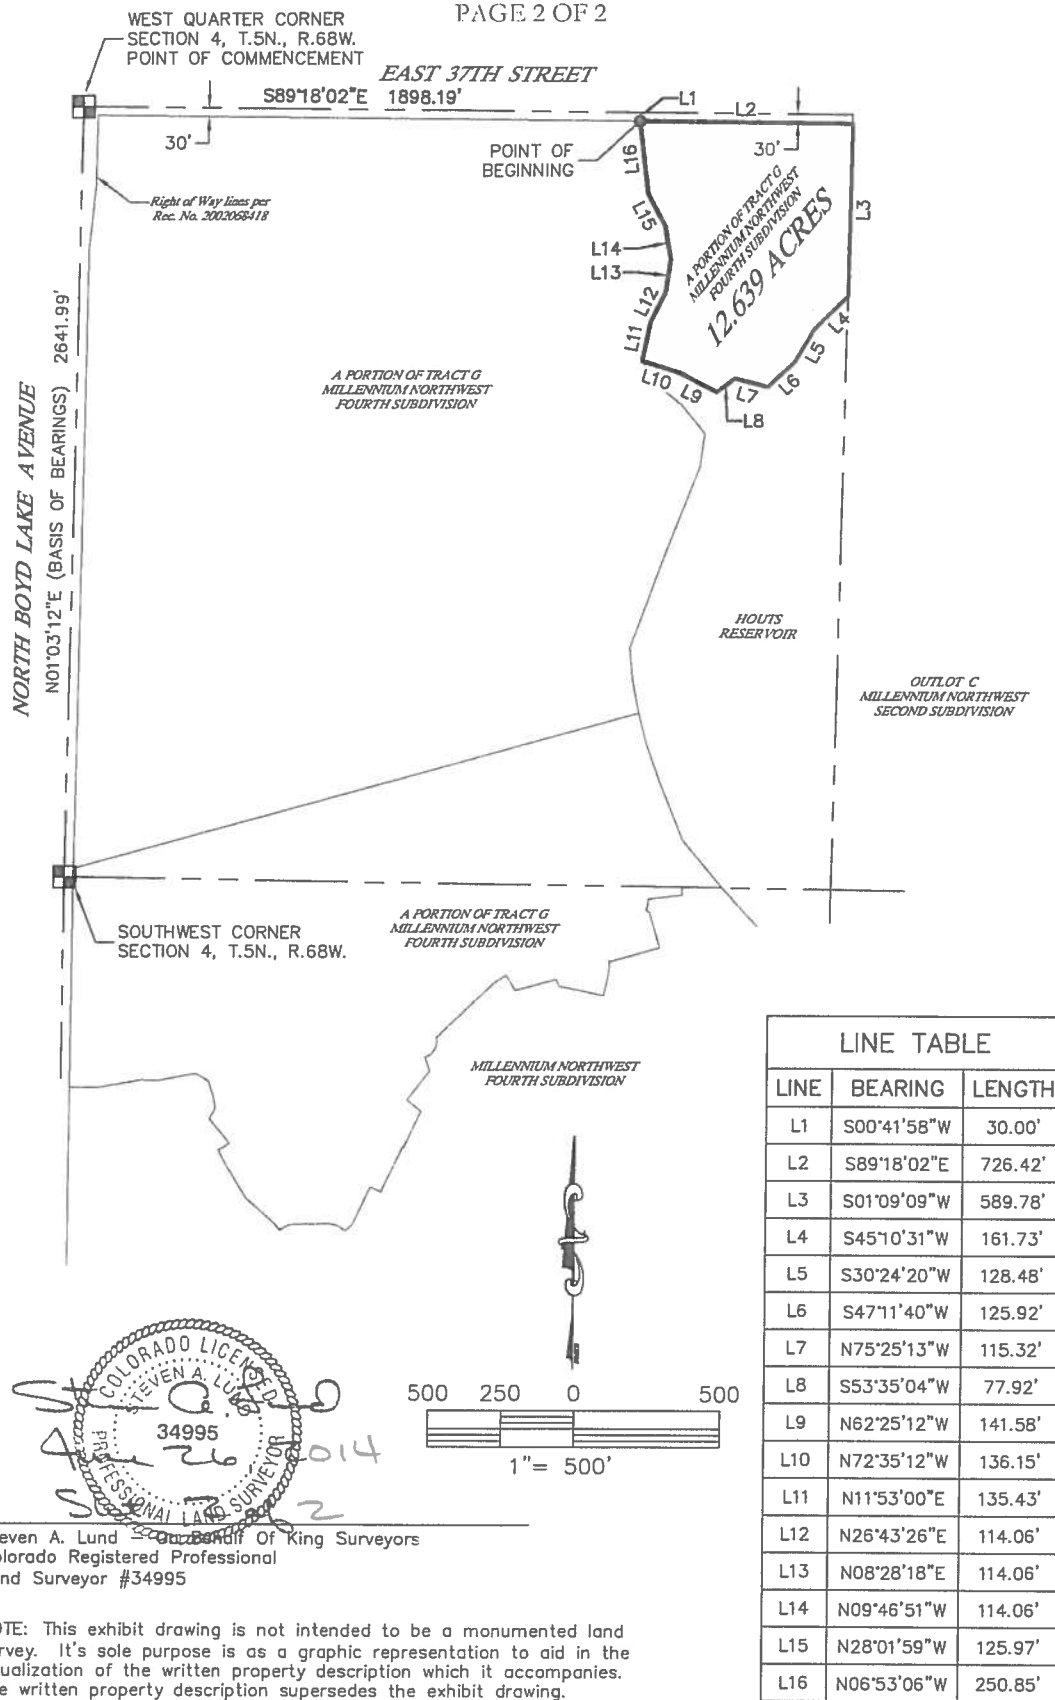 PAGE 2 OF 2
WEST QUARTER CORNER
SECTION 4, T.5N., R.68W.
POINT OF COMMENCEMENT
EAST 37TH STREET
S89°18'02"E 1898.19'
L1
L2
30'
30'
POINT OF
BEGINNING
L16
L15
L14
L13
L12
L11
L10
L9
L8
L7
L6
L5
L4
L3
A PORTION OF TRACT G
MILLENNIUM NORTHWEST
FOURTH SUBDIVISION
12.639 ACRES
Right of Way lines per
Rec. No. 2002068418
NORTH BOYD LAKE AVENUE
N01°03'12"E (BASIS OF BEARINGS) 2641.99'
A PORTION OF TRACT G
MILLENNIUM NORTHWEST
FOURTH SUBDIVISION
HOUTS
RESERVOIR
OUTLOT C
MILLENNIUM NORTHWEST
SECOND SUBDIVISION
SOUTHWEST CORNER
SECTION 4, T.5N., R.68W.
A PORTION OF TRACT G
MILLENNIUM NORTHWEST
FOURTH SUBDIVISION
MILLENNIUM NORTHWEST
FOURTH SUBDIVISION
LINE TABLE
LINE BEARING LENGTH
L1 S00°41'58"W 30.00'
L2 S89°18'02"E 726.42'
L3 S01°09'09"W 589.78'
L4 S45°10'31"W 161.73'
L5 S30°24'20"W 128.48'
L6 S47°11'40"W 125.92'
L7 N75°25'13"W 115.32'
L8 S53°35'04"W 77.92'
L9 N62°25'12"W 141.58'
L10 N72°35'12"W 136.15'
L11 N11°53'00"E 135.43'
L12 N26°43'26"E 114.06'
L13 N08°28'18"E 114.06'
L14 N09°46'51"W 114.06'
L15 N28°01'59"W 125.97'
L16 N06°53'06"W 250.85'
500 250 0 500
1"= 500'
COLORADO LICENSED
STEVEN A. LUND
34995
PROFESSIONAL LAND SURVEYOR
even A. Lund – On Behalf Of King Surveyors
olorado Registered Professional
nd Surveyor #34995
OTE: This exhibit drawing is not intended to be a monumented land
rvey. It's sole purpose is as a graphic representation to aid in the
ualization of the written property description which it accompanies.
e written property description supersedes the exhibit drawing.